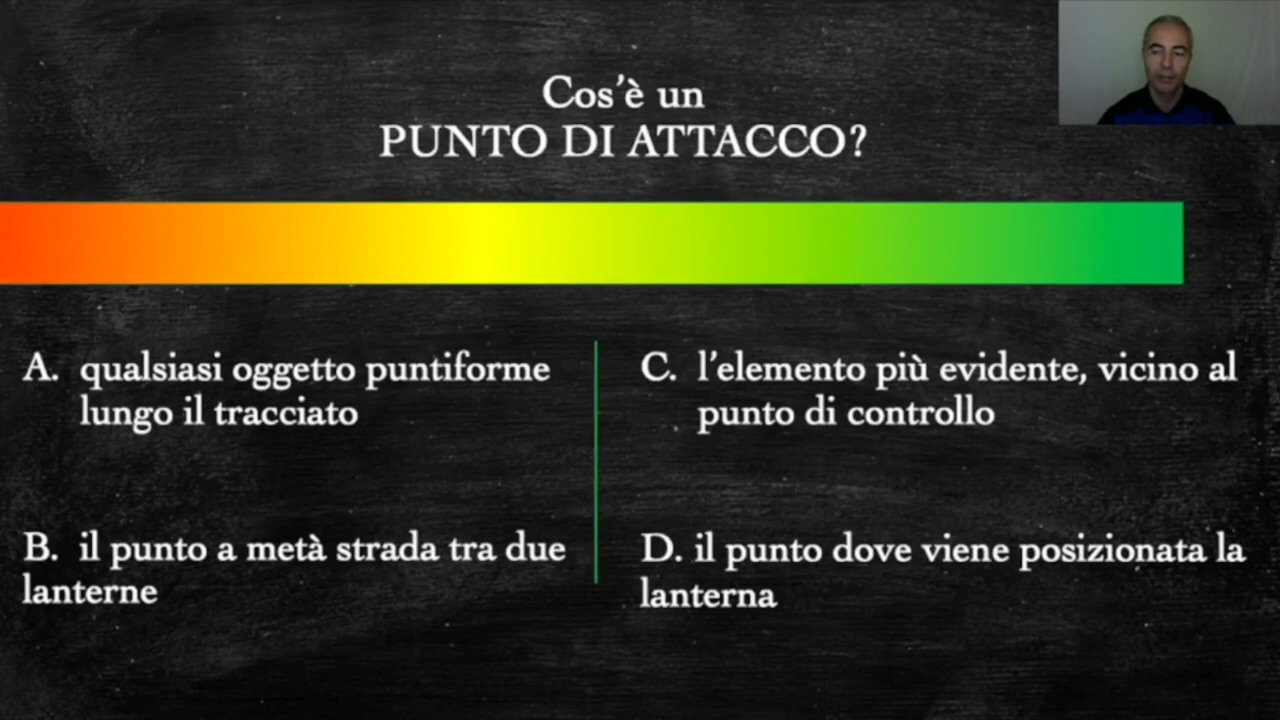 Cos'è un
PUNTO DI ATTACCO?
A. qualsiasi oggetto puntiforme
lungo il tracciato
B. il punto a metà strada tra due
lanterne
C. l'elemento più evidente, vicino al
punto di controllo
D. il punto dove viene posizionata la
lanterna